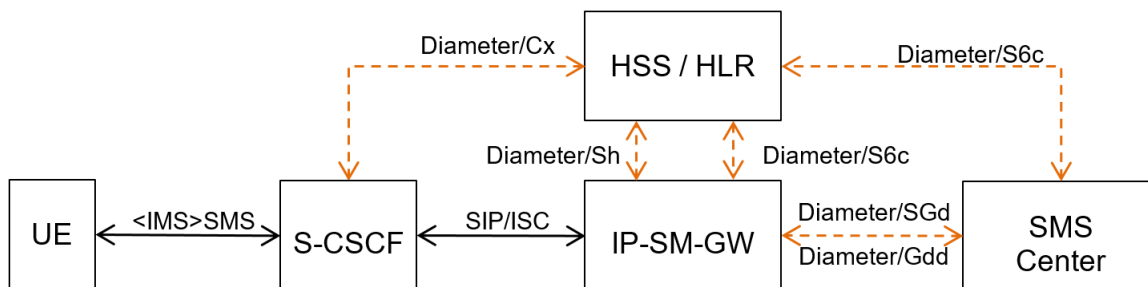 Diameter/Cx
HSS / HLR
Diameter/S6c
Diameter/Sh
Diameter/S6c
UE
<IMS>SMS
S-CSCF
SIP/ISC
IP-SM-GW
Diameter/SGd
Diameter/Gdd
SMS
Center